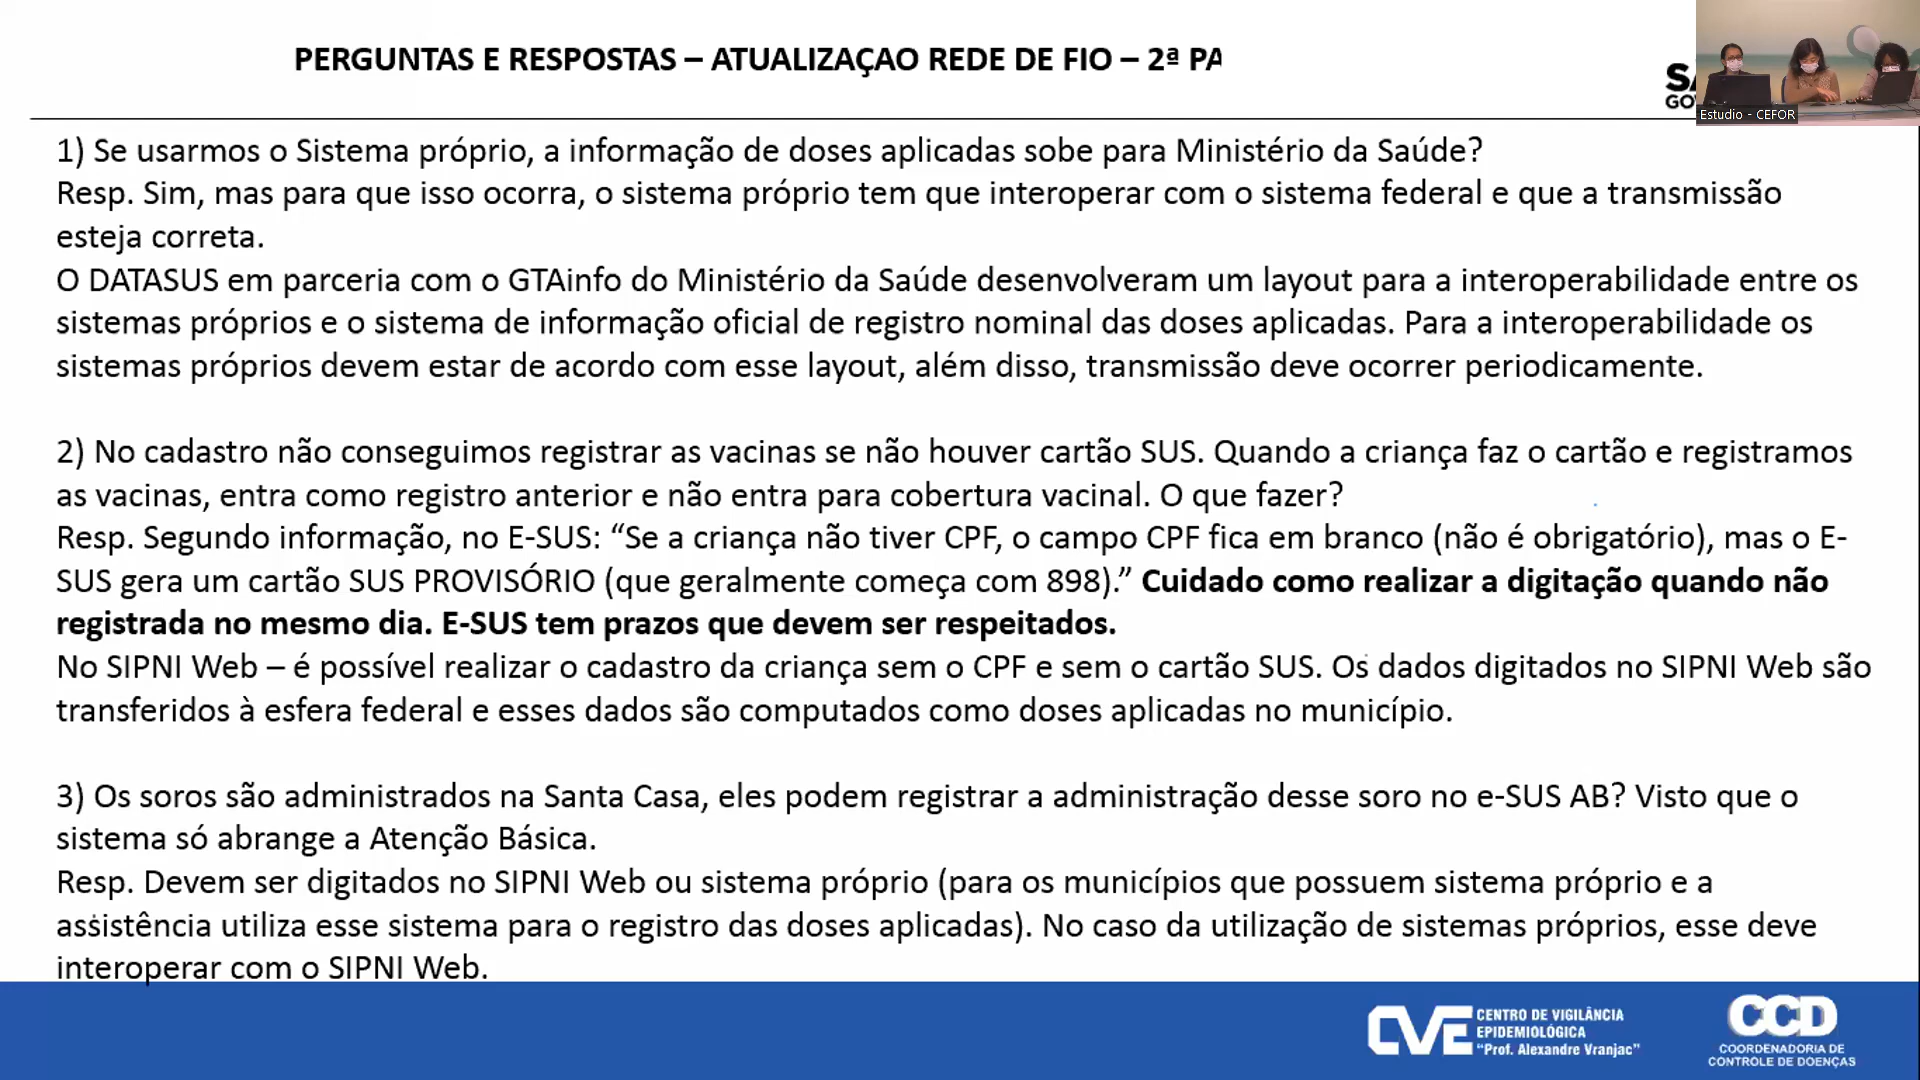 PERGUNTAS E RESPOSTAS – ATUALIZAÇAO REDE DE FIO – 2ª PA
Estudio - CEFOR
1) Se usarmos o Sistema próprio, a informação de doses aplicadas sobe para Ministério da Saúde?
Resp. Sim, mas para que isso ocorra, o sistema próprio tem que interoperar com o sistema federal e que a transmissão
esteja correta.
O DATASUS em parceria com o GTAinfo do Ministério da Saúde desenvolveram um layout para a interoperabilidade entre os
sistemas próprios e o sistema de informação oficial de registro nominal das doses aplicadas. Para a interoperabilidade os
sistemas próprios devem estar de acordo com esse layout, além disso, transmissão deve ocorrer periodicamente.
2) No cadastro não conseguimos registrar as vacinas se não houver cartão SUS. Quando a criança faz o cartão e registramos
as vacinas, entra como registro anterior e não entra para cobertura vacinal. O que fazer?
Resp. Segundo informação, no E-SUS: “Se a criança não tiver CPF, o campo CPF fica em branco (não é obrigatório), mas o E-
SUS gera um cartão SUS PROVISÓRIO (que geralmente começa com 898).” Cuidado como realizar a digitação quando não
registrada no mesmo dia. E-SUS tem prazos que devem ser respeitados.
No SIPNI Web – é possível realizar o cadastro da criança sem o CPF e sem o cartão SUS. Os dados digitados no SIPNI Web são
transferidos à esfera federal e esses dados são computados como doses aplicadas no município.
3) Os soros são administrados na Santa Casa, eles podem registrar a administração desse soro no e-SUS AB? Visto que o
sistema só abrange a Atenção Básica.
Resp. Devem ser digitados no SIPNI Web ou sistema próprio (para os municípios que possuem sistema próprio e a
assistência utiliza esse sistema para o registro das doses aplicadas). No caso da utilização de sistemas próprios, esse deve
interoperar com o SIPNI Web.
CVE CENTRO DE VIGILÂNCIA
EPIDEMIOLÓGICA
"Prof. Alexandre Vranjac"
CCD
COORDENADORIA DE
CONTROLE DE DOENÇAS